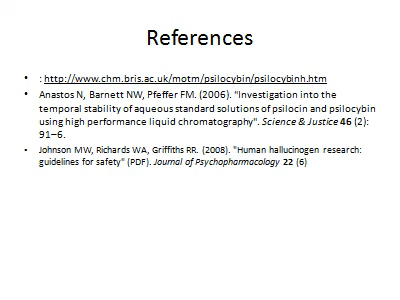 References
• : http://www.chm.bris.ac.uk/motm/psilocybin/psilocybinh.htm
• Anastos N, Barnett NW, Pfeffer FM. (2006). "Investigation into the
temporal stability of aqueous standard solutions of psilocin and psilocybin
using high performance liquid chromatography". Science & Justice 46 (2):
91–6.
• Johnson MW, Richards WA, Griffiths RR. (2008). "Human hallucinogen research:
guidelines for safety" (PDF). Journal of Psychopharmacology 22 (6)